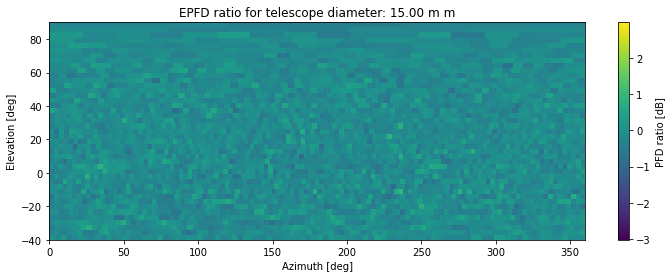 EPFD ratio for telescope diameter: 15.00 m m
Elevation [deg]
80
60
40
20
0
−20
−40
0 50 100 150 200 250 300 350
Azimuth [deg]
2
1
0
−1
−2
−3
PFD ratio [dB]